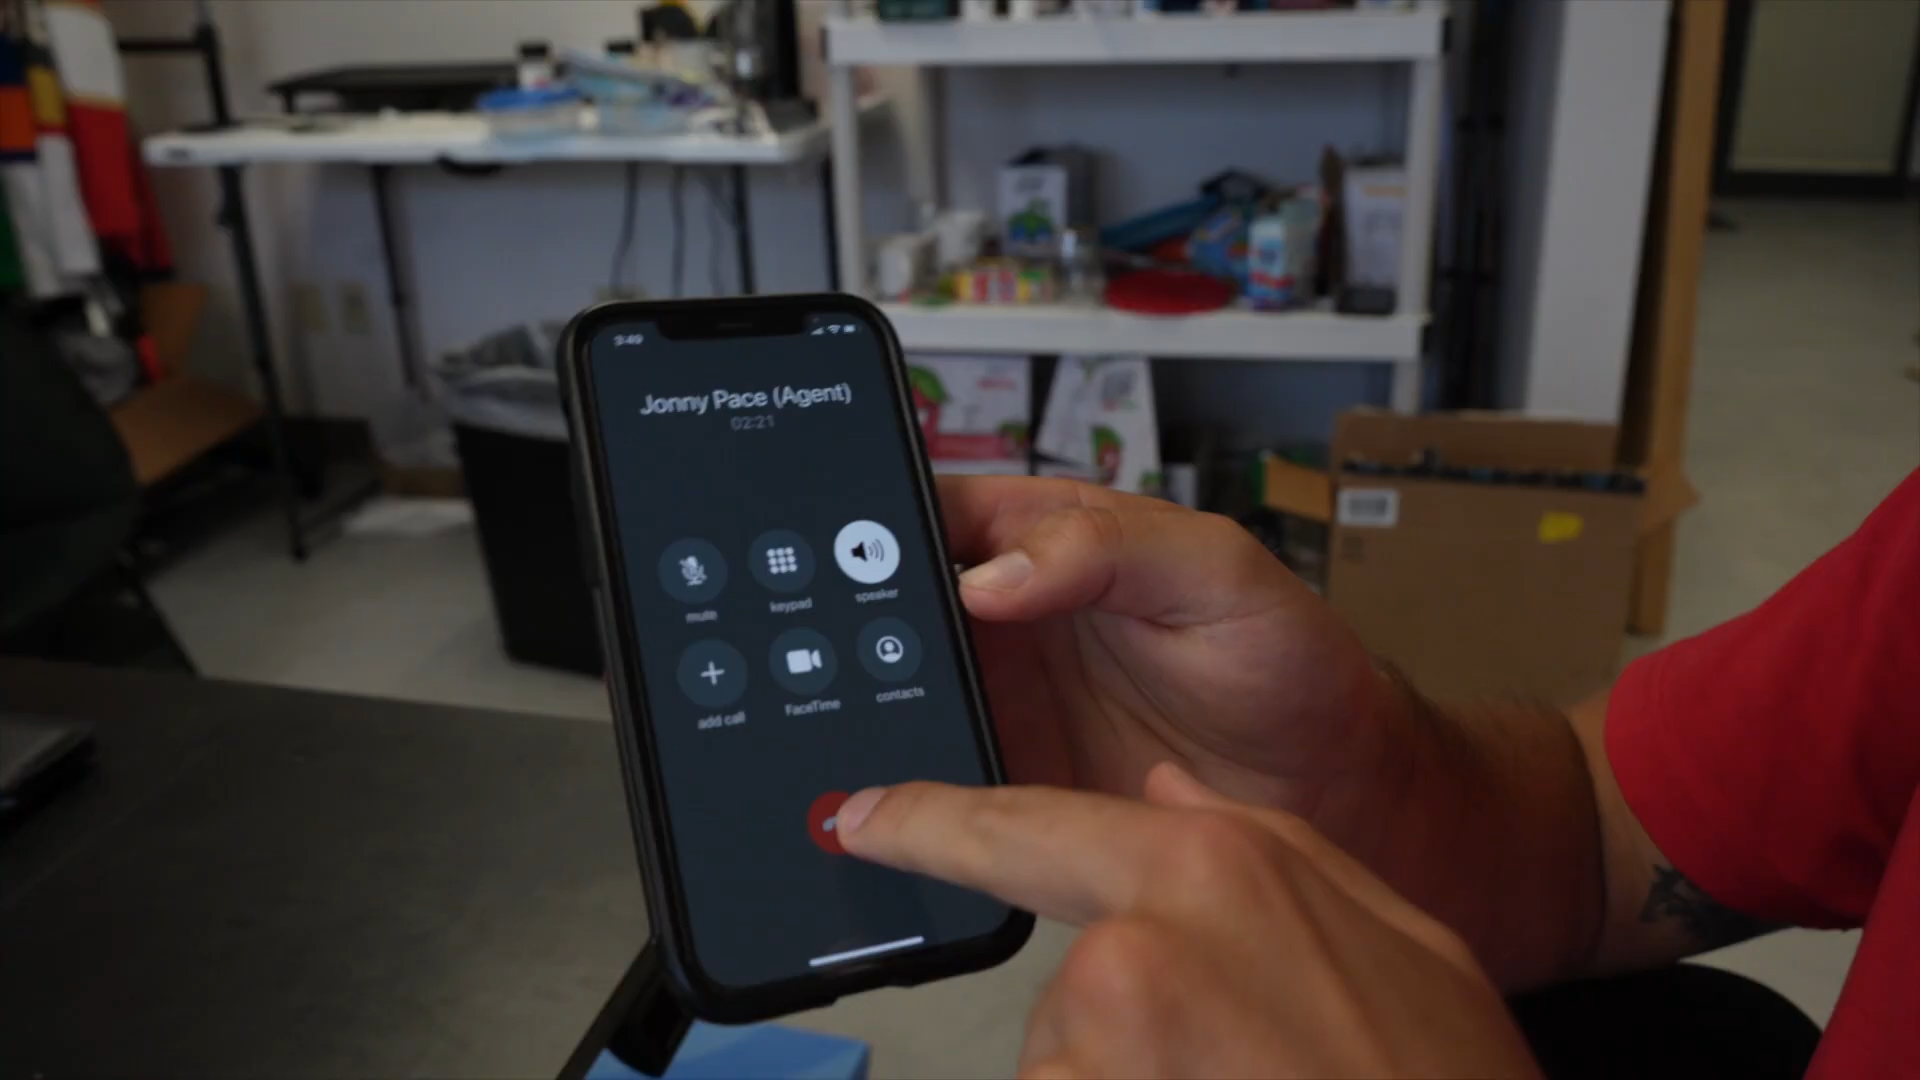 3:49
Jonny Pace (Agent)
02:21
mute
keypad
speaker
add call
FaceTime
contacts